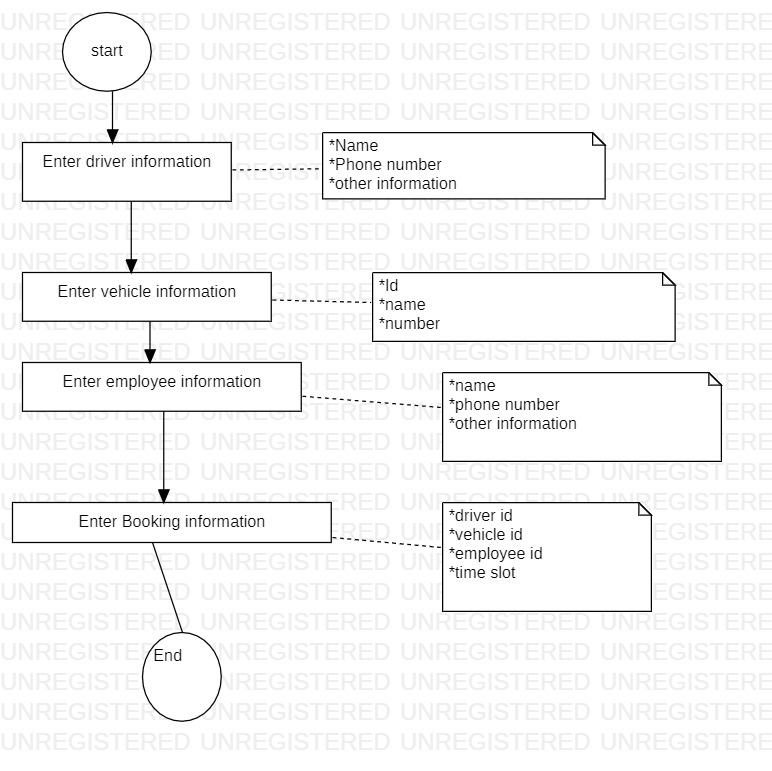 start
Enter driver information
*Name
*Phone number
*other information
Enter vehicle information
*Id
*name
*number
Enter employee information
*name
*phone number
*other information
Enter Booking information
*driver id
*vehicle id
*employee id
*time slot
End
UNREGISTERED UNREGISTERED UNREGISTERED UNREGISTERED